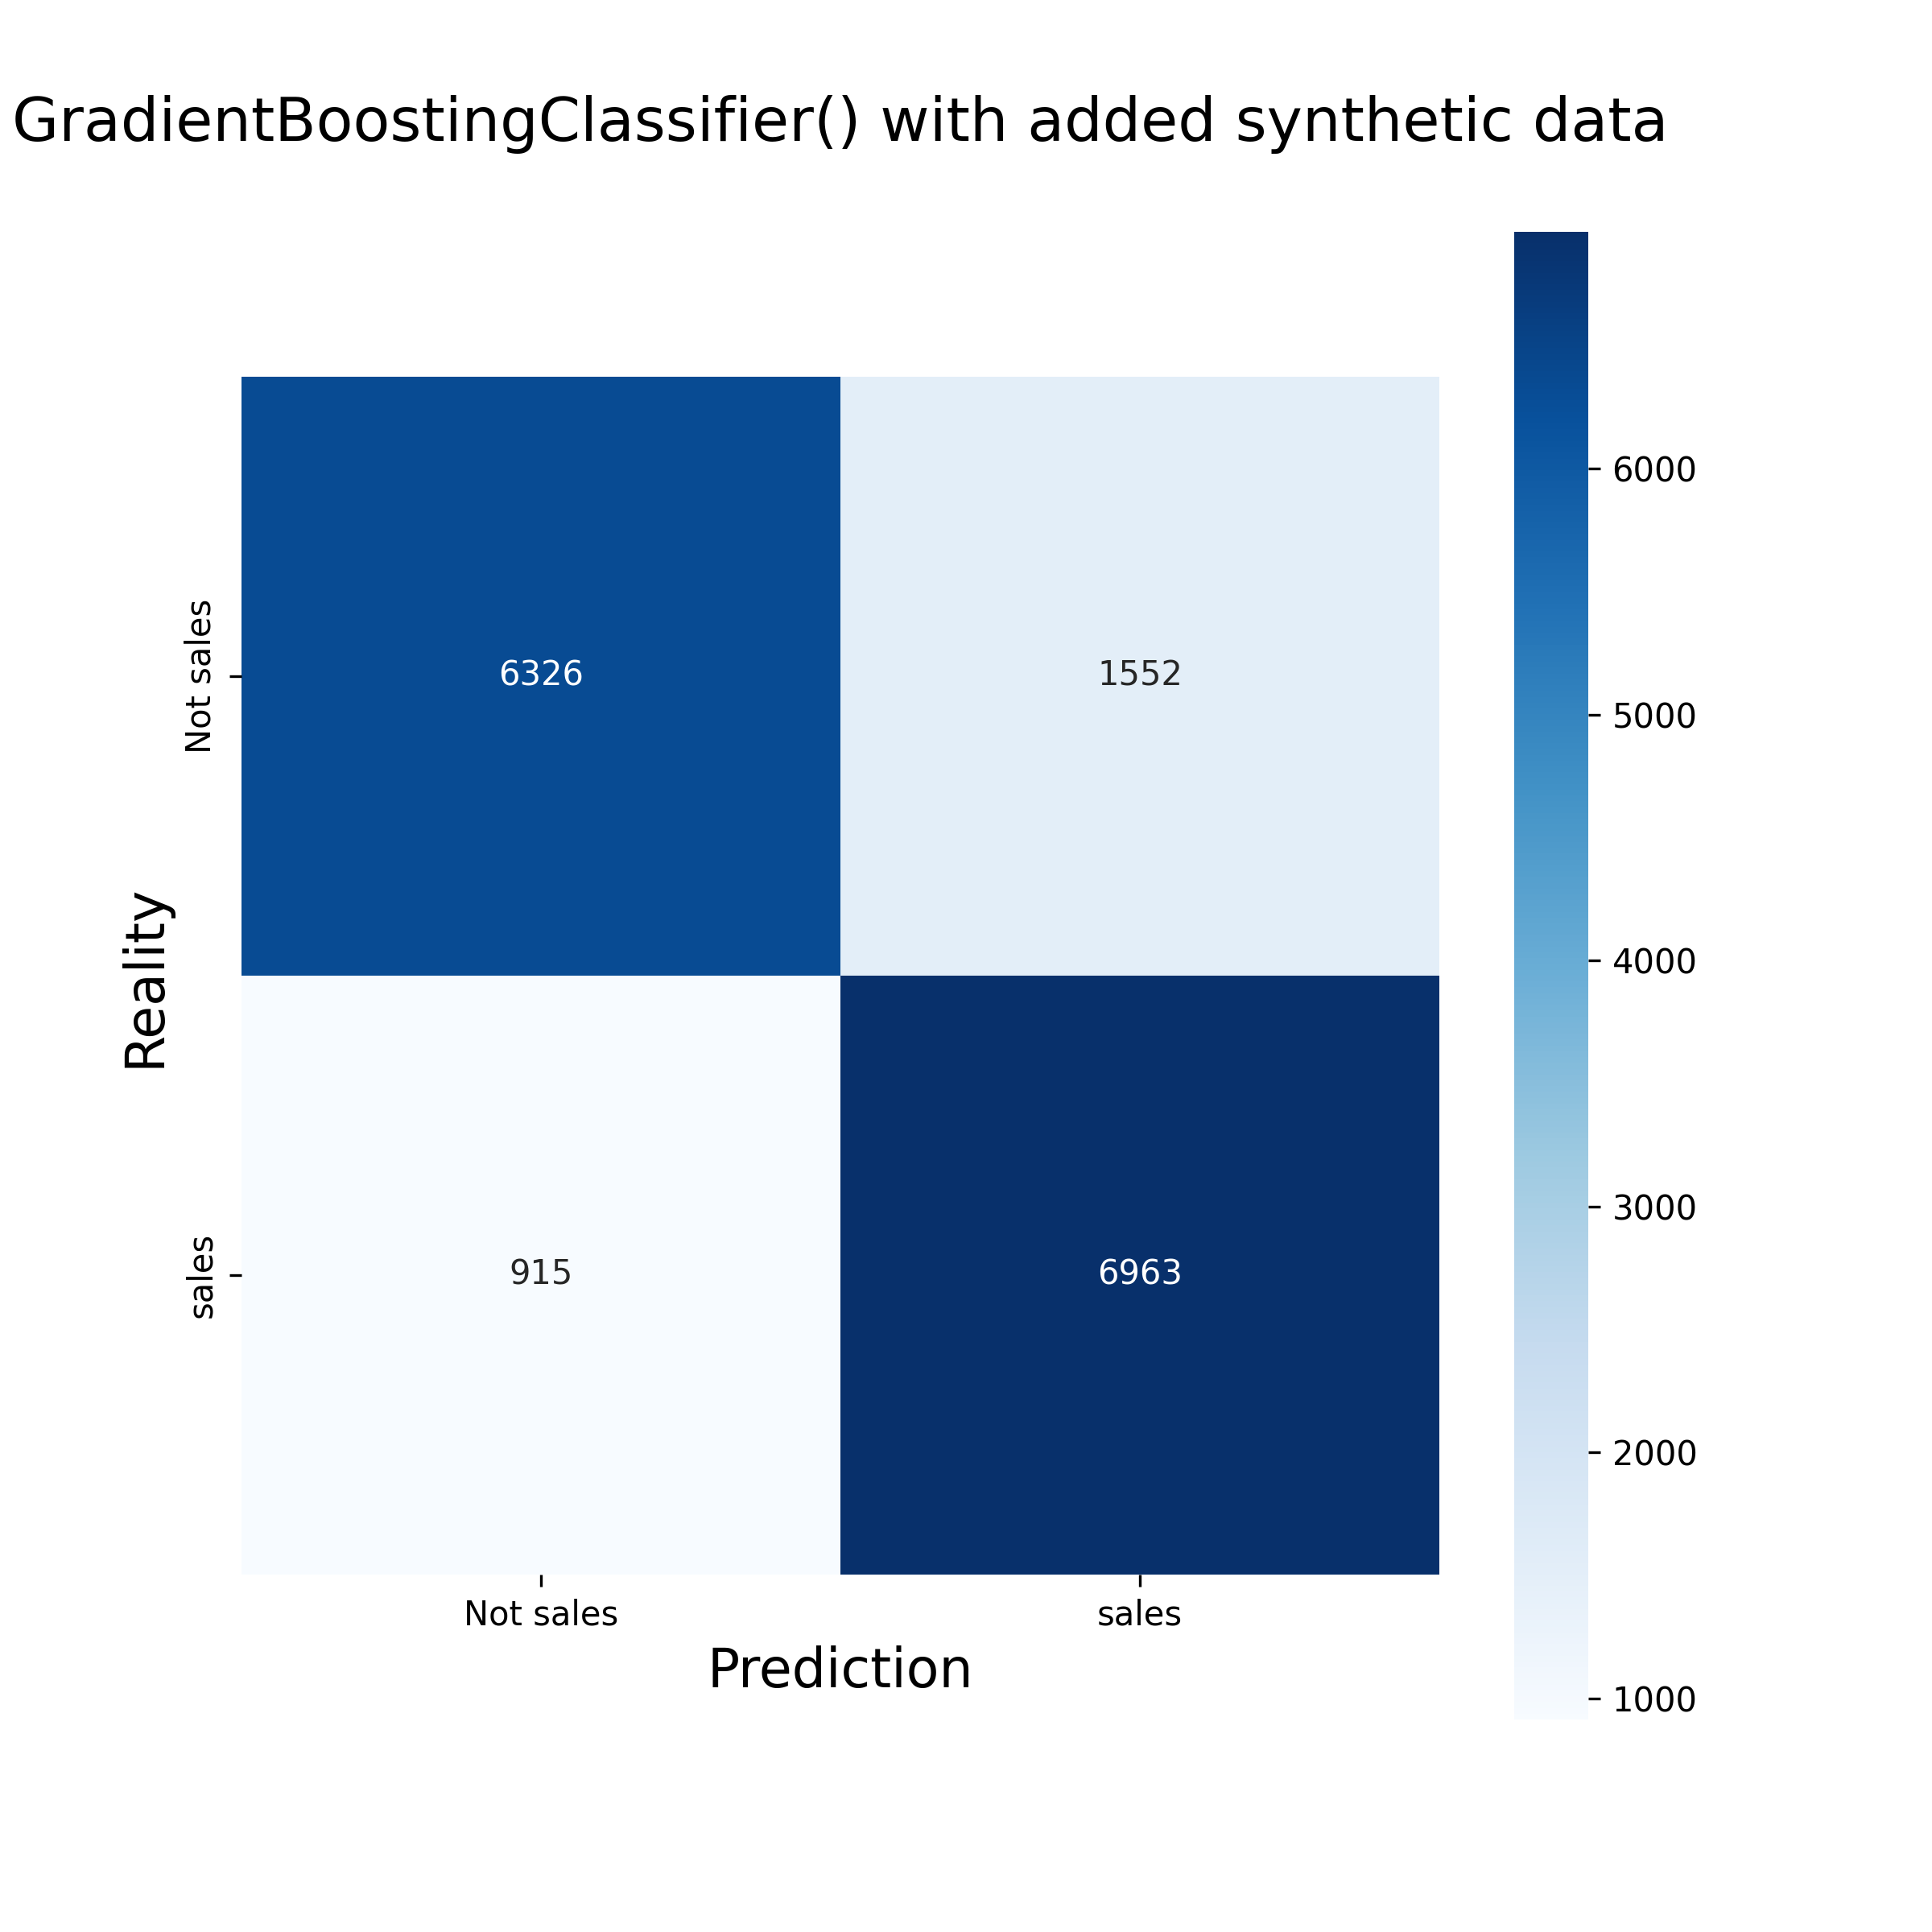 GradientBoostingClassifier() with added synthetic data
6000
5000
4000
3000
2000
1000
Reality
Not sales
sales
6326
1552
915
6963
Not sales
sales
Prediction